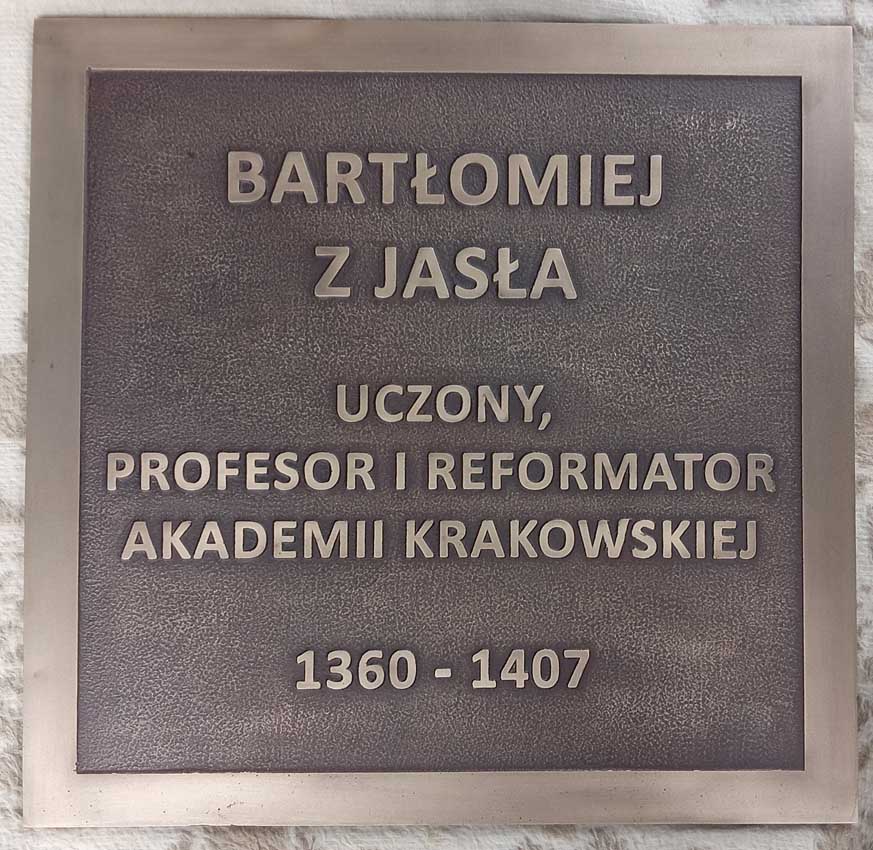 BARTŁOMIEJ
Z JASŁA
UCZONY,
PROFESOR I REFORMATOR
AKADEMII KRAKOWSKIEJ
1360 - 1407